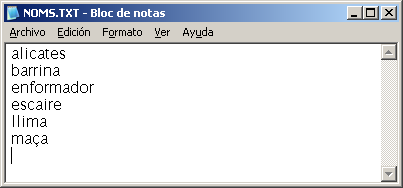 NOMS.TXT - Bloc de notas
Archivo Edición Formato Ver Ayuda
alicates
barrina
enformador
escaire
llima
maça